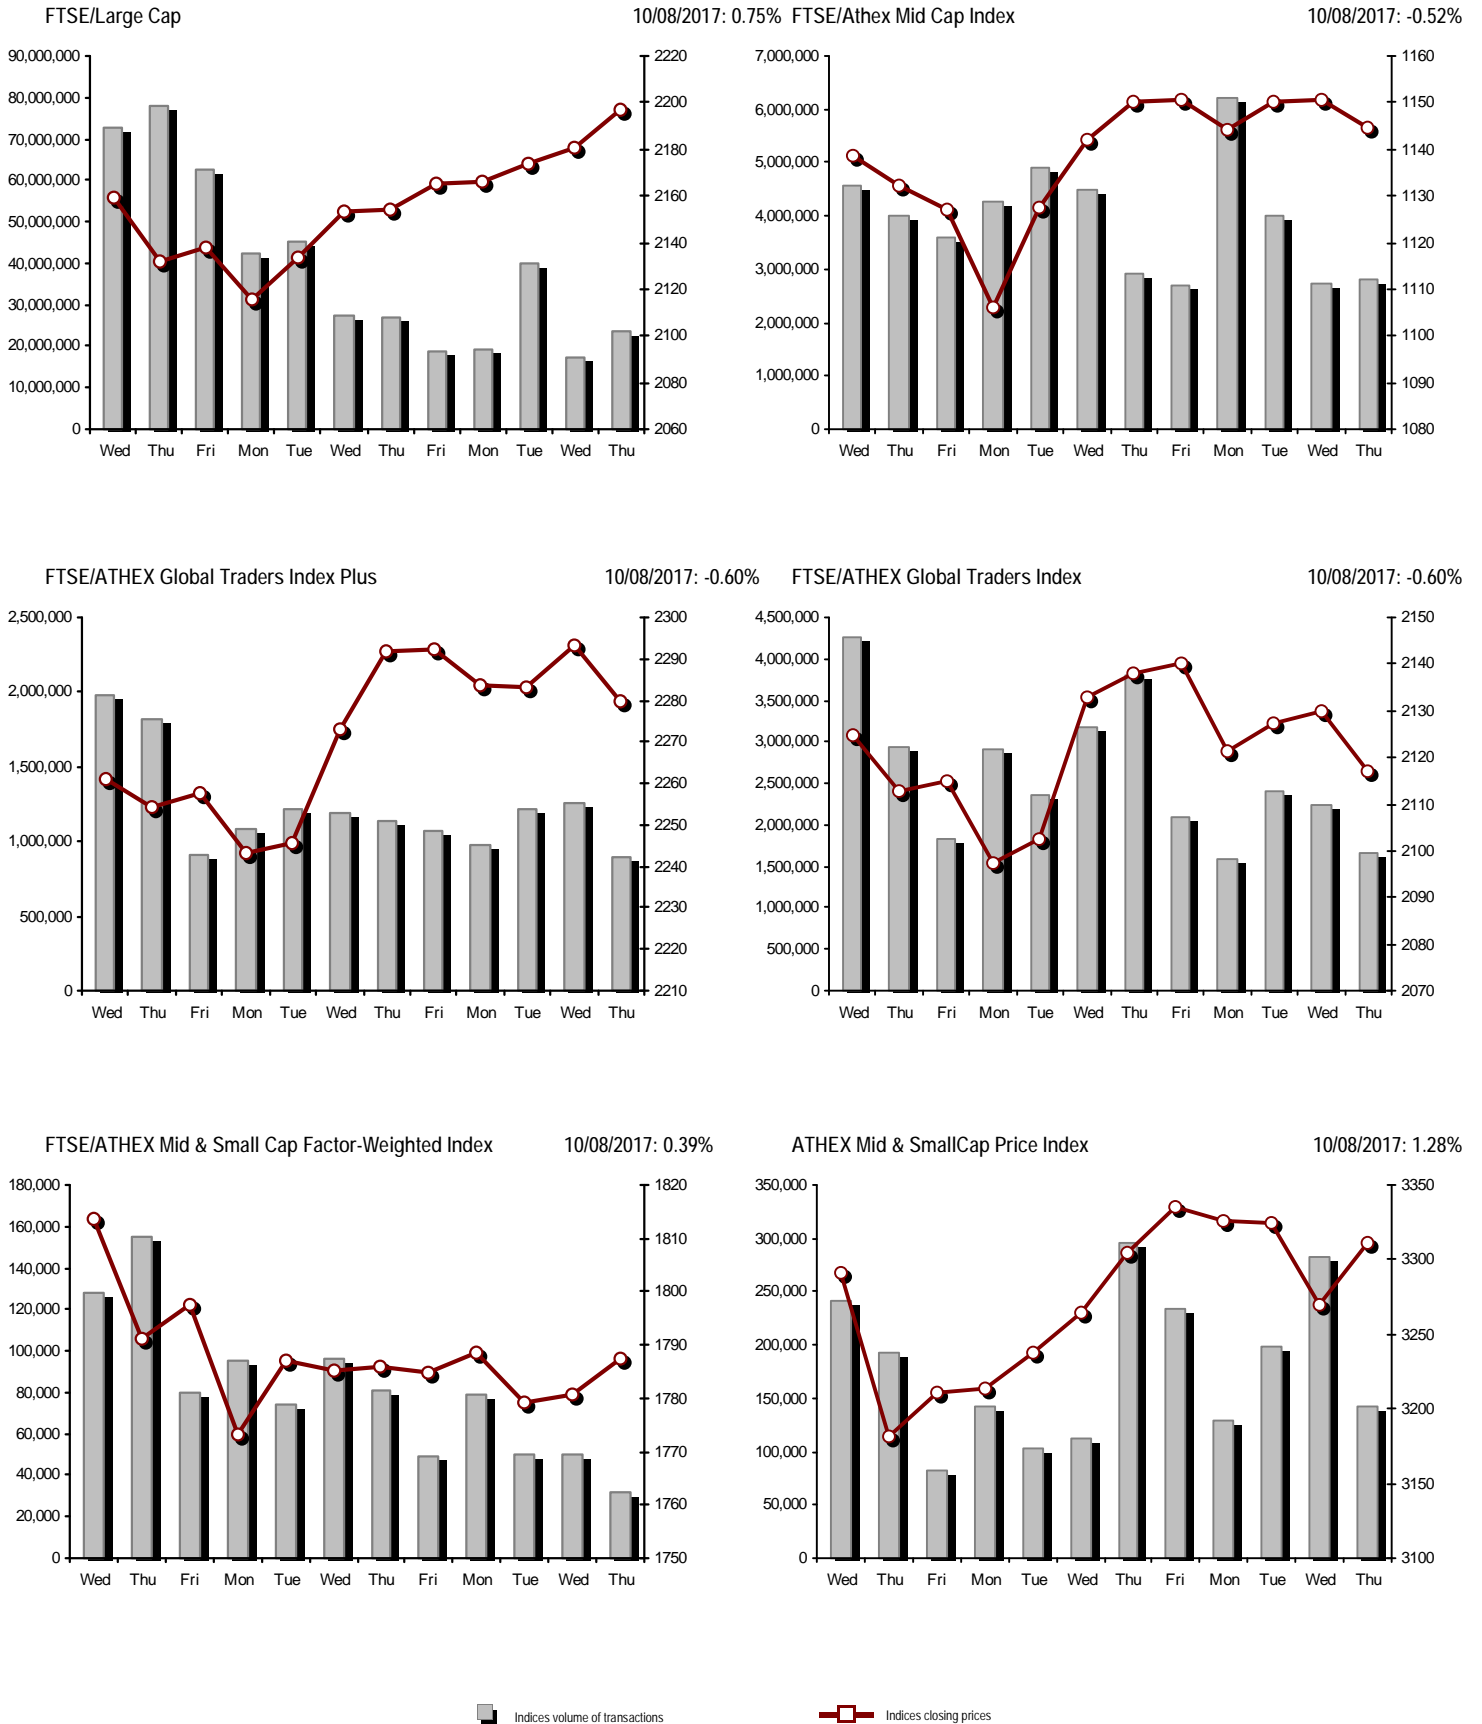 FTSE/Large Cap 10/08/2017: 0.75% FTSE/Athex Mid Cap Index 10/08/2017: -0.52%
90,000,000 2220 7,000,000 1160
80,000,000 2200 6,000,000 1150
70,000,000 2180 5,000,000 1140
60,000,000 2160 4,000,000 1130
50,000,000 2140 3,000,000 1120
40,000,000 2120 2,000,000 1110
30,000,000 2100 1,000,000 1100
20,000,000 2080 0 1090
10,000,000 2060 1080
0
Wed Thu Fri Mon Tue Wed Thu Fri Mon Tue Wed Thu Wed Thu Fri Mon Tue Wed Thu Fri Mon Tue Wed Thu
FTSE/ATHEX Global Traders Index Plus 10/08/2017: -0.60% FTSE/ATHEX Global Traders Index 10/08/2017: -0.60%
2,500,000 2300 4,500,000 2150
2,000,000 2290 4,000,000 2140
1,500,000 2280 3,500,000 2130
1,000,000 2270 3,000,000 2120
500,000 2260 2,500,000 2110
0 2250 2,000,000 2100
2240 1,500,000 2090
2230 1,000,000 2080
2220 500,000 2070
2210 0
Wed Thu Fri Mon Tue Wed Thu Fri Mon Tue Wed Thu Wed Thu Fri Mon Tue Wed Thu Fri Mon Tue Wed Thu
FTSE/ATHEX Mid & Small Cap Factor-Weighted Index 10/08/2017: 0.39% ATHEX Mid & SmallCap Price Index 10/08/2017: 1.28%
180,000 1820 350,000 3350
160,000 1810 300,000 3300
140,000 1800 250,000 3250
120,000 1790 200,000 3200
100,000 1780 150,000 3150
80,000 1770 100,000 3100
60,000 1760 50,000
40,000 1750 0
20,000
0
Wed Thu Fri Mon Tue Wed Thu Fri Mon Tue Wed Thu Wed Thu Fri Mon Tue Wed Thu Fri Mon Tue Wed Thu
Indices volume of transactions Indices closing prices